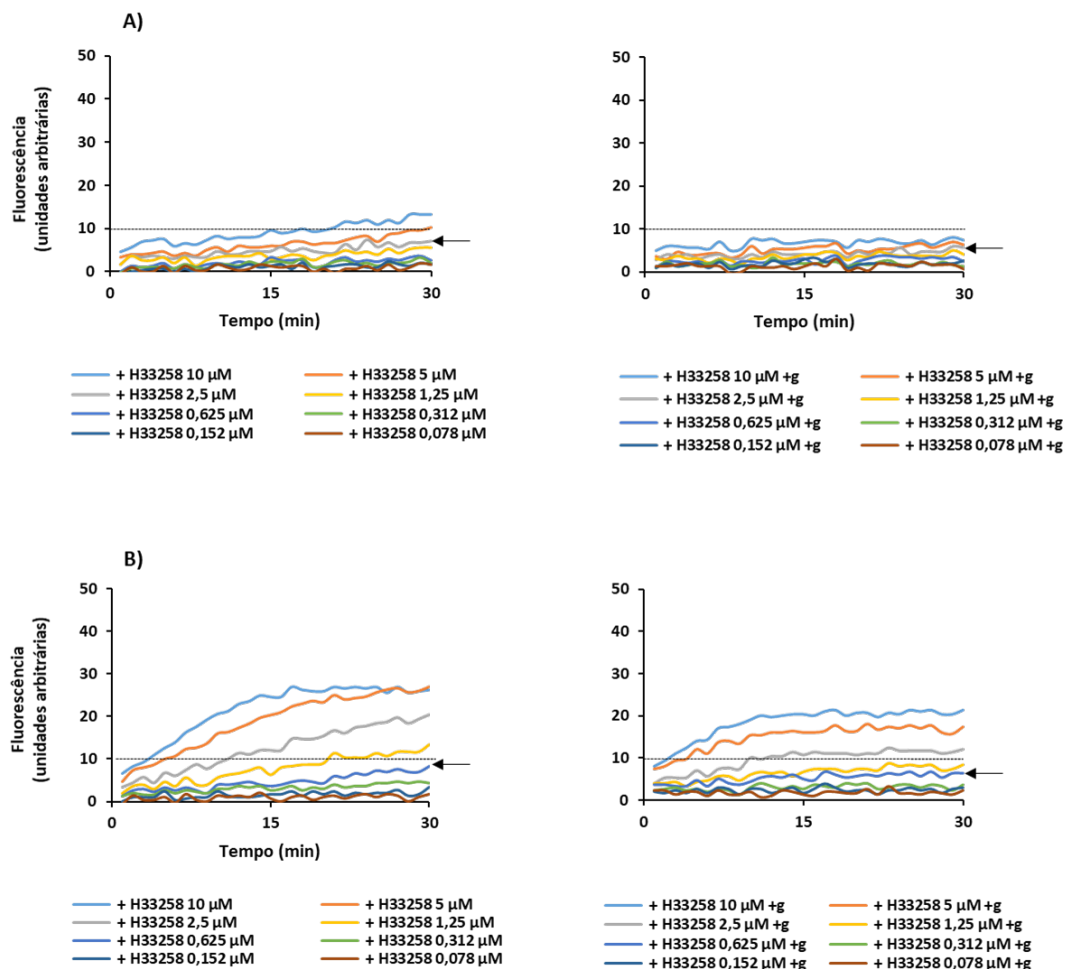 A)
Fluorescência
(unidades arbitrárias)
50
40
30
20
10
0
0
15
30
Tempo (min)
50
40
30
20
10
0
0
15
30
Tempo (min)
+ H33258 10 µM
+ H33258 5 µM
+ H33258 2,5 µM
+ H33258 1,25 µM
+ H33258 0,625 µM
+ H33258 0,312 µM
+ H33258 0,152 µM
+ H33258 0,078 µM
+ H33258 10 µM +g
+ H33258 5 µM +g
+ H33258 2,5 µM +g
+ H33258 1,25 µM +g
+ H33258 0,625 µM +g
+ H33258 0,312 µM +g
+ H33258 0,152 µM +g
+ H33258 0,078 µM +g
B)
Fluorescência
(unidades arbitrárias)
50
40
30
20
10
0
0
15
30
Tempo (min)
50
40
30
20
10
0
0
15
30
Tempo (min)
+ H33258 10 µM
+ H33258 5 µM
+ H33258 2,5 µM
+ H33258 1,25 µM
+ H33258 0,625 µM
+ H33258 0,312 µM
+ H33258 0,152 µM
+ H33258 0,078 µM
+ H33258 10 µM +g
+ H33258 5 µM +g
+ H33258 2,5 µM +g
+ H33258 1,25 µM +g
+ H33258 0,625 µM +g
+ H33258 0,312 µM +g
+ H33258 0,152 µM +g
+ H33258 0,078 µM +g